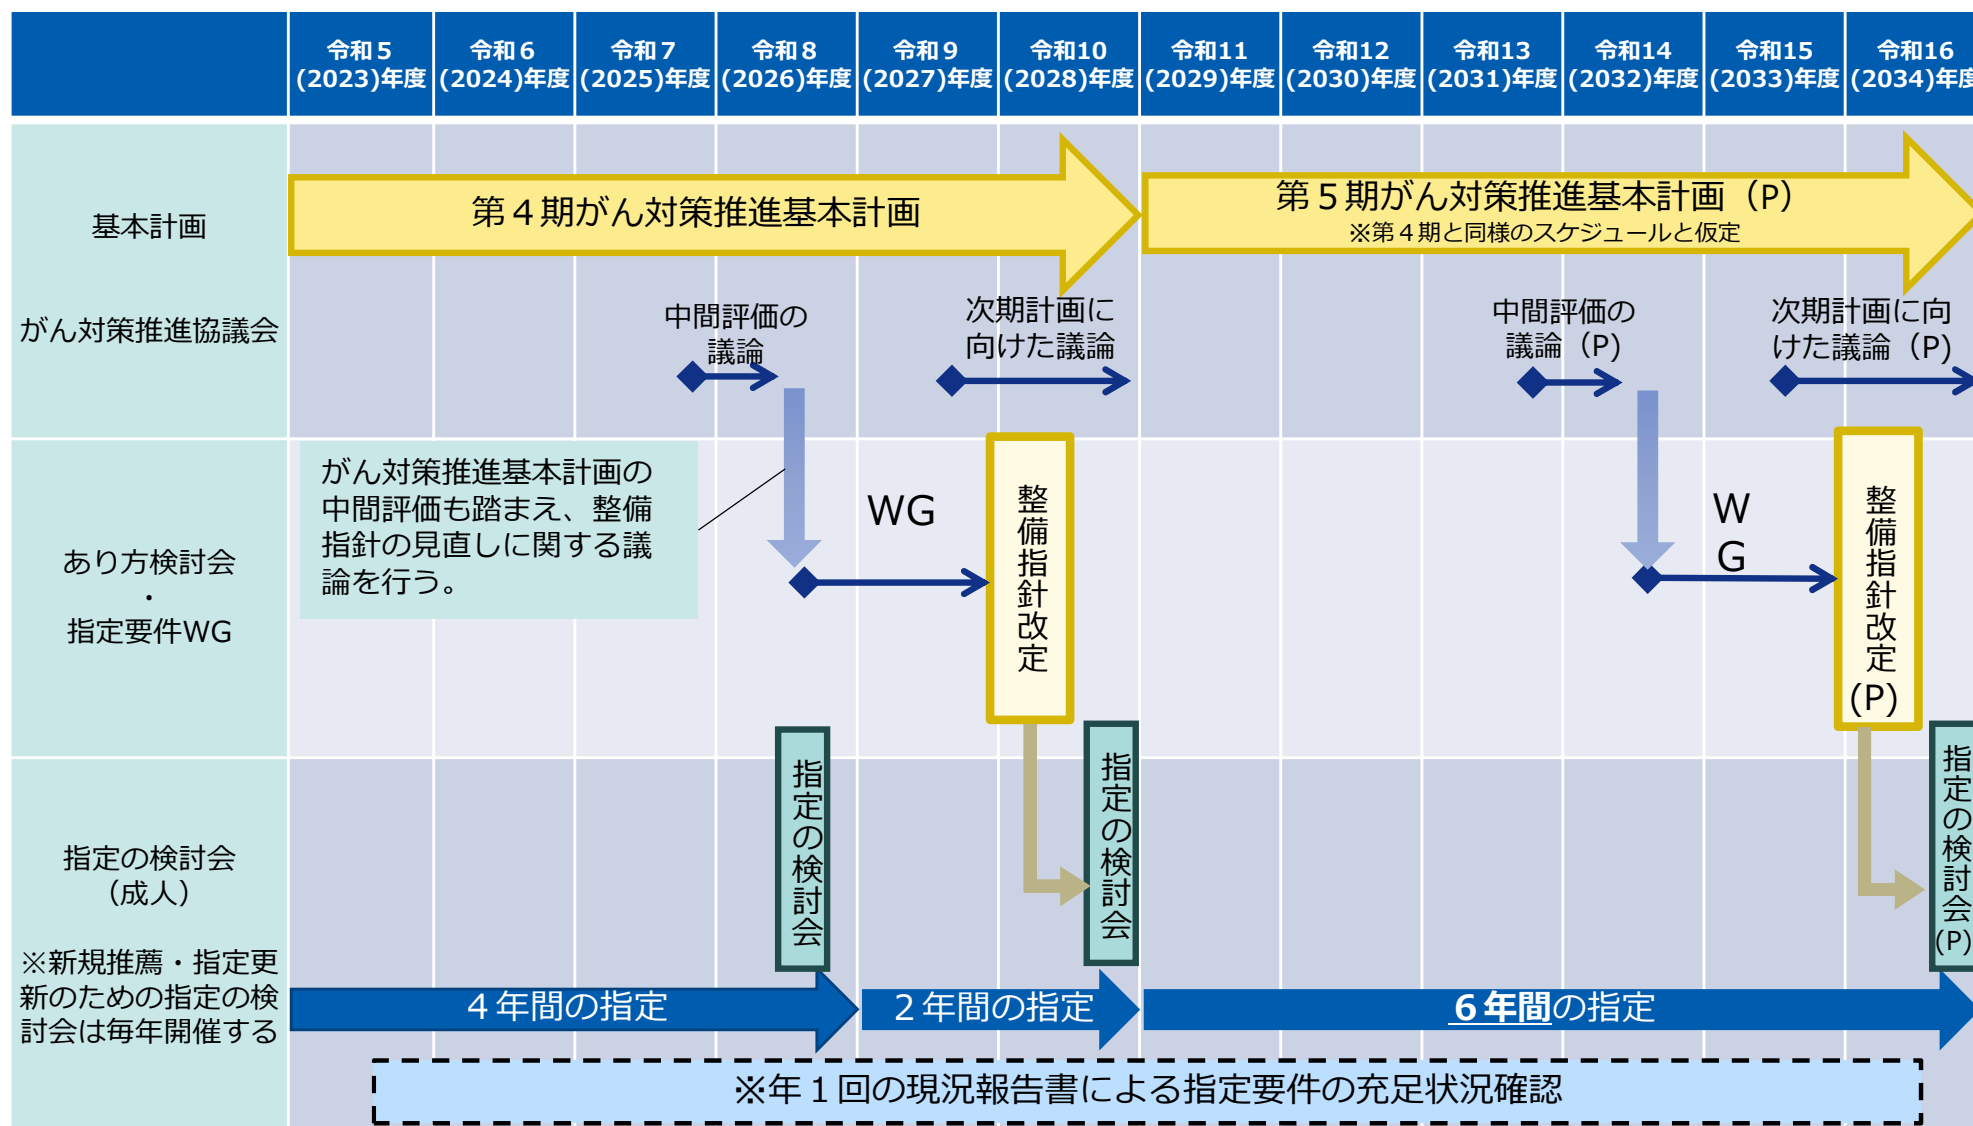 令和５
(2023)年度
令和６
(2024)年度
令和７
(2025)年度
令和８
(2026)年度
令和９
(2027)年度
令和10
(2028)年度
令和11
(2029)年度
令和12
(2030)年度
令和13
(2031)年度
令和14
(2032)年度
令和15
(2033)年度
令和16
(2034)年度
基本計画
がん対策推進協議会
第４期がん対策推進基本計画
第５期がん対策推進基本計画（P）
※第４期と同様のスケジュールと仮定
中間評価の
議論
次期計画に
向けた議論
中間評価の
議論（P）
次期計画に向
けた議論（P）
あり方検討会
・
指定要件WG
がん対策推進基本計画の
中間評価も踏まえ、整備
指針の見直しに関する議
論を行う。
WG
整備指針改定
W
G
整備指針改定
(P)
指定の検討会
（成人）
※新規推薦・指定更
新のための指定の検
討会は毎年開催する
指定の検討会
指定の検討会
指定の検討会
(P)
４年間の指定
２年間の指定
６年間の指定
※年１回の現況報告書による指定要件の充足状況確認